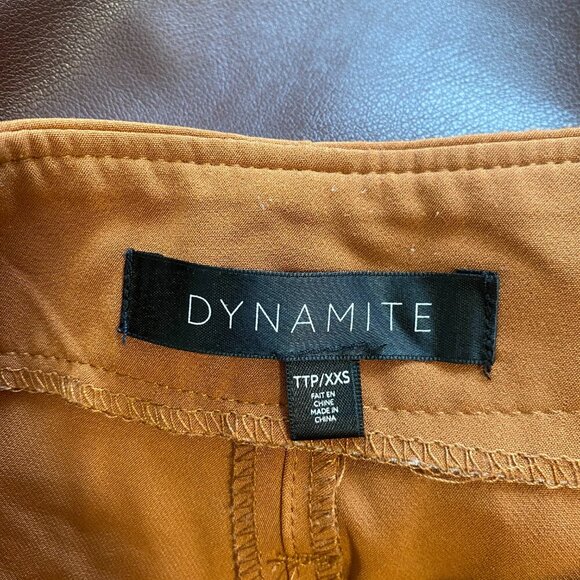 DYNAMITE
TTP/XXS
FAIT EN
CHINE
MADE IN
CHINA